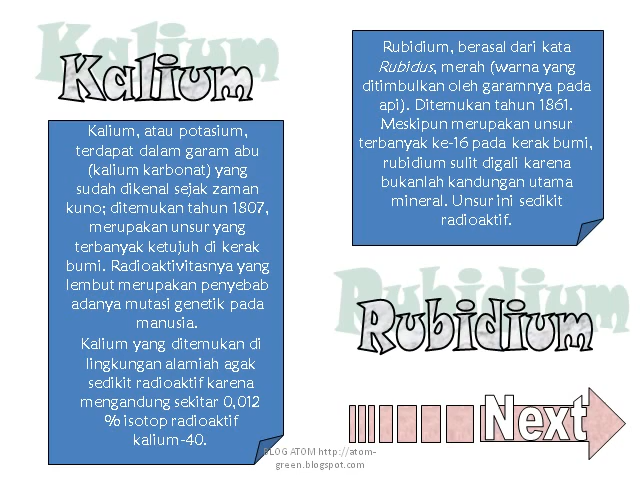 Kalium
Kalium, atau potasium,
terdapat dalam garam abu
(kalium karbonat) yang
sudah dikenal sejak zaman
kuno; ditemukan tahun 1807,
merupakan unsur yang
terbanyak ketujuh di kerak
bumi. Radioaktivitasnya yang
lembut merupakan penyebab
adanya mutasi genetik pada
manusia.
Kalium yang ditemukan di
lingkungan alamiah agak
sedikit radioaktif karena
mengandung sekitar 0,012
% isotop radioaktif
kalium-40.
Rubidium, berasal dari kata
Rubidus, merah (warna yang
ditimbulkan oleh garamnya pada
api). Ditemukan tahun 1861.
Meskipun merupakan unsur
terbanyak ke-16 pada kerak bumi,
rubidium sulit digali karena
bukanlah kandungan utama
mineral. Unsur ini sedikit
radioaktif.
Rubidium
Next
BLOG ATOM http://atom-
green.blogspot.com